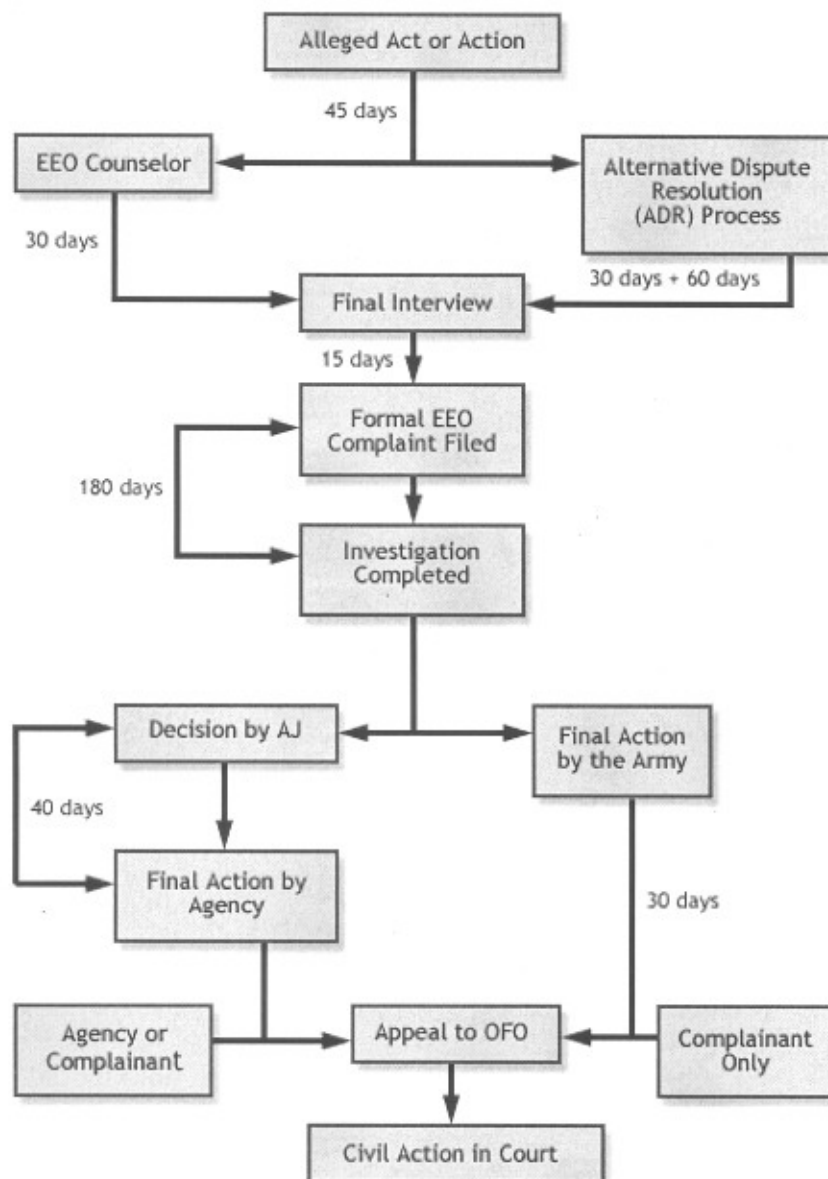 Alleged Act or Action
45 days
EEO Counselor
Alternative Dispute
Resolution
(ADR) Process
30 days
30 days + 60 days
Final Interview
15 days
Formal EEO
Complaint Filed
180 days
Investigation
Completed
Decision by AJ
Final Action
by the Army
40 days
Final Action by
Agency
30 days
Agency or
Complainant
Appeal to OFO
Complainant
Only
Civil Action in Court